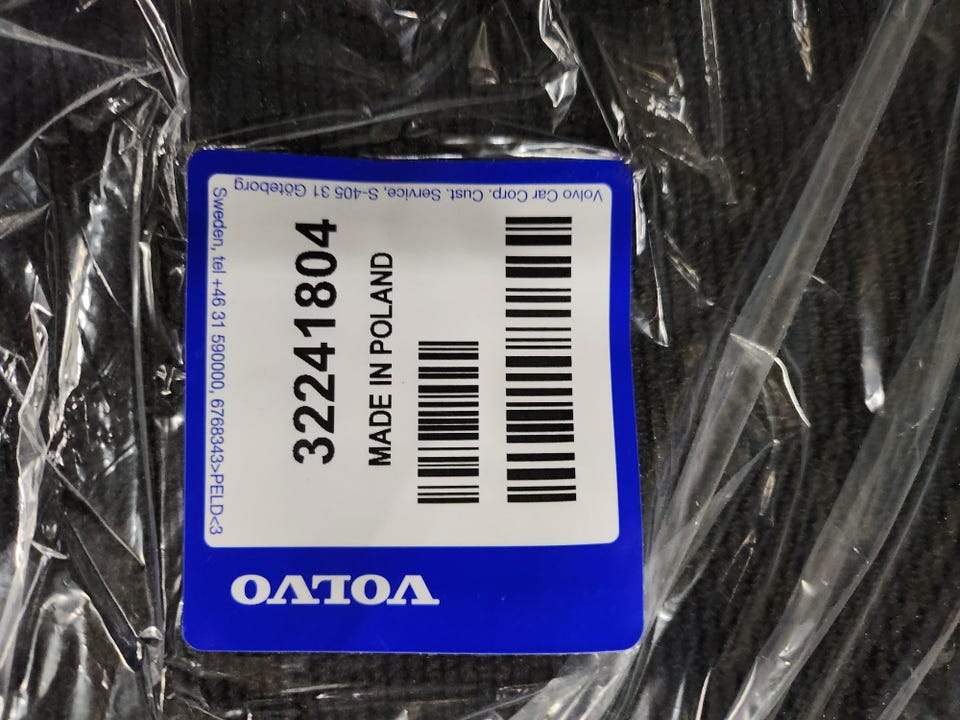 VOLVO
Volvo Car Corp. Cust. Service, S-405 31 Göteborg
Sweden, tel +46 31 590000, 6768343>PELD<3
32241804
MADE IN POLAND